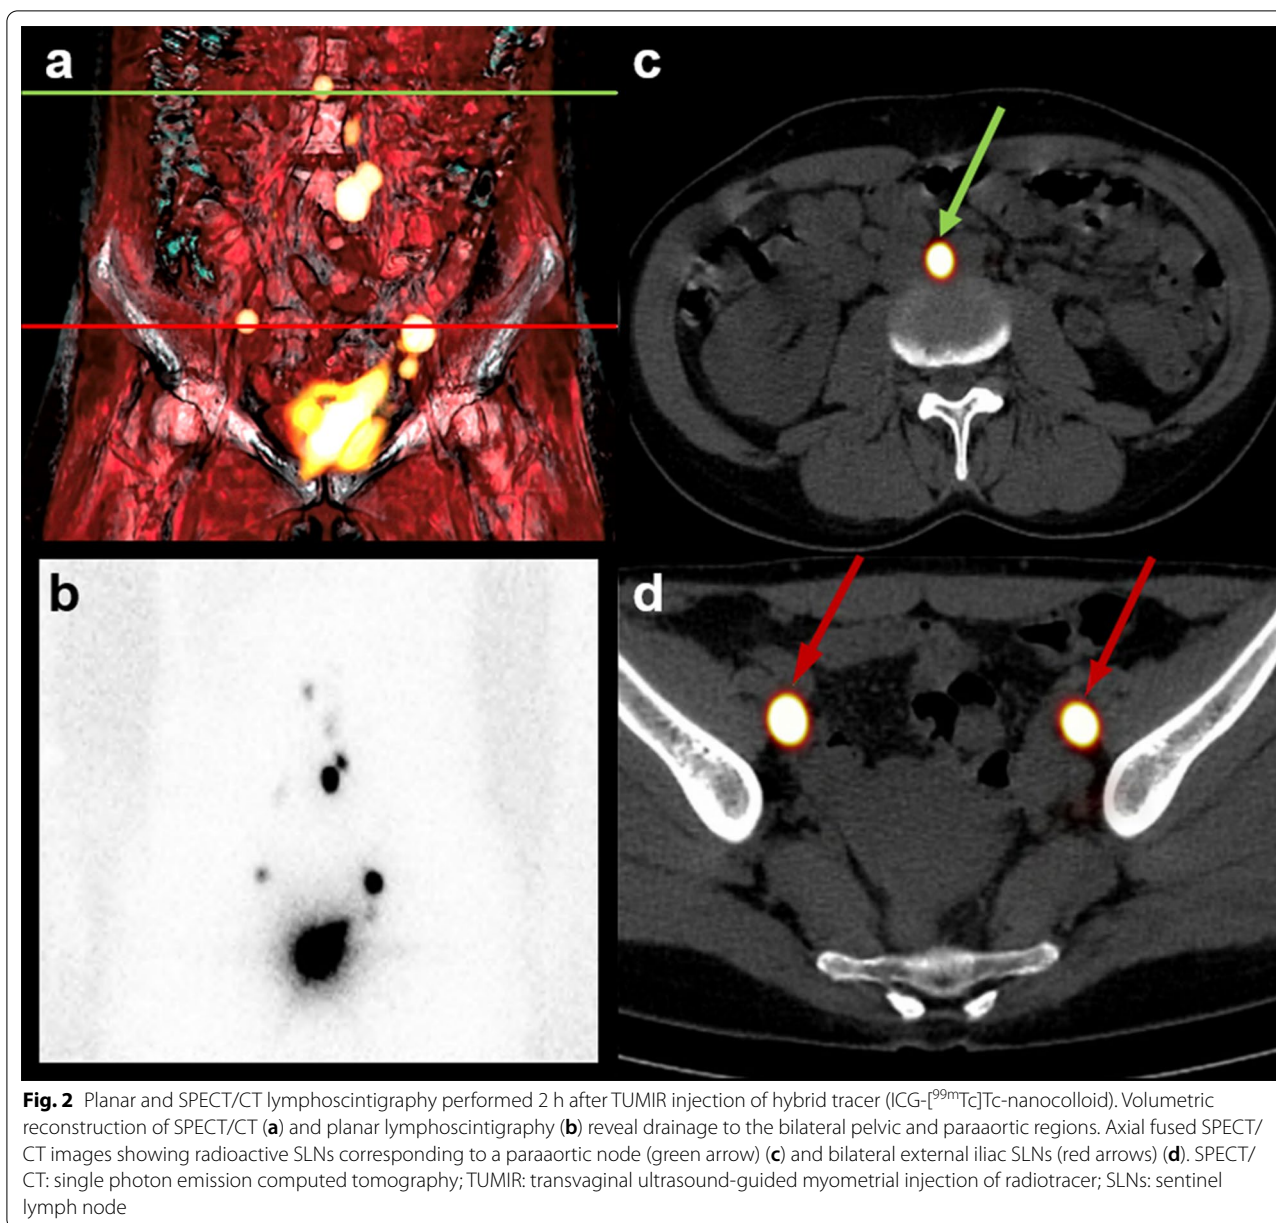 a
c
b
d
Fig. 2 Planar and SPECT/CT lymphoscintigraphy performed 2 h after TUMIR injection of hybrid tracer (ICG-[⁹⁹ᵐTc]Tc-nanocolloid). Volumetric
reconstruction of SPECT/CT (a) and planar lymphoscintigraphy (b) reveal drainage to the bilateral pelvic and paraaortic regions. Axial fused SPECT/
CT images showing radioactive SLNs corresponding to a paraaortic node (green arrow) (c) and bilateral external iliac SLNs (red arrows) (d). SPECT/
CT: single photon emission computed tomography; TUMIR: transvaginal ultrasound-guided myometrial injection of radiotracer; SLNs: sentinel
lymph node